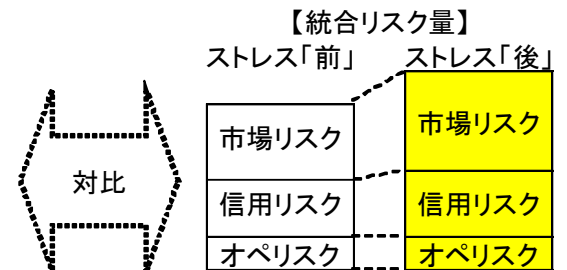 【統合リスク量】
ストレス「前」 ストレス「後」
市場リスク 市場リスク
対比
信用リスク 信用リスク
オペリスク オペリスク